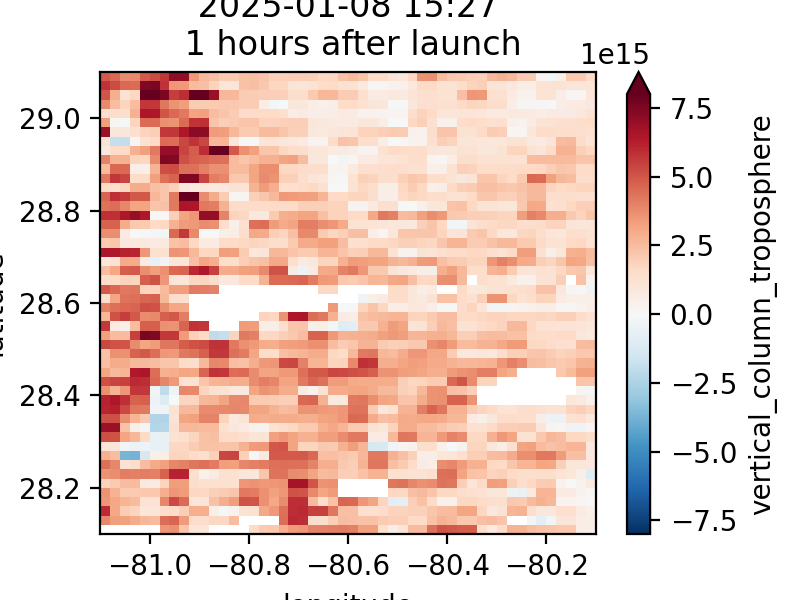 2025-01-08 15:27
1 hours after launch
1e15
29.0
28.8
28.6
28.4
28.2
−81.0 −80.8 −80.6 −80.4 −80.2
7.5
5.0
2.5
0.0
−2.5
−5.0
−7.5
vertical_column_troposphere
longitude